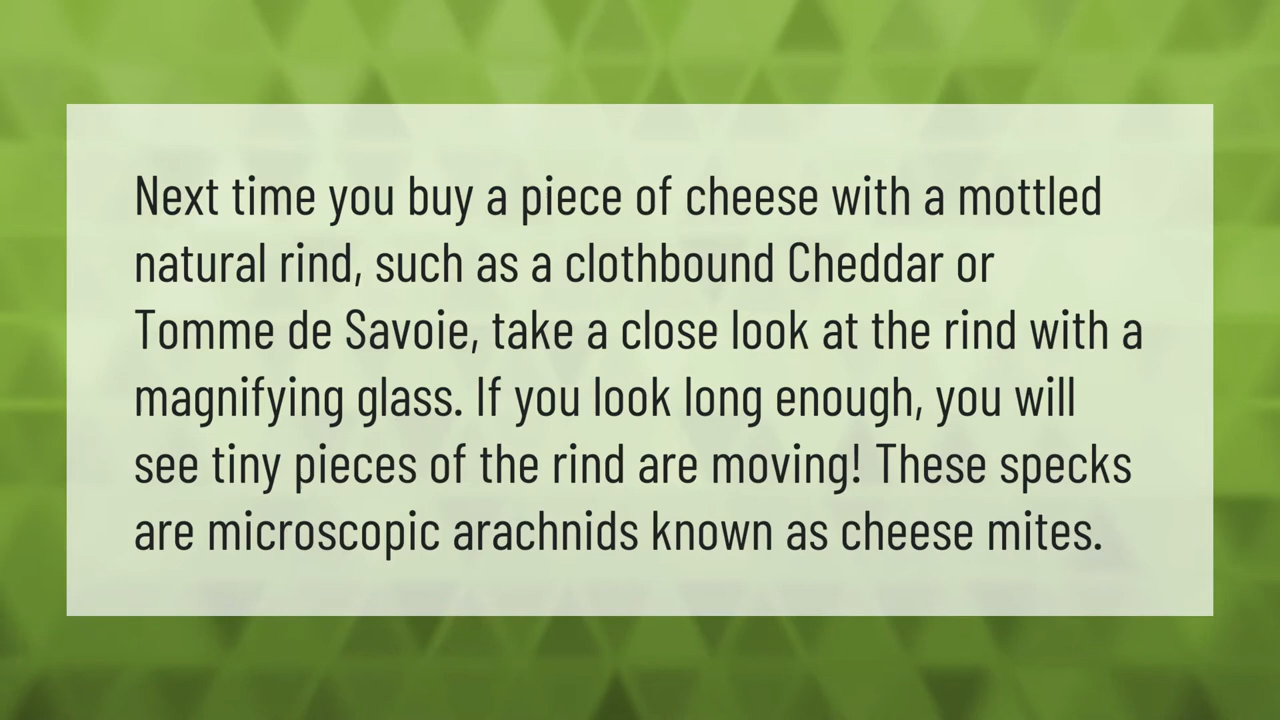 Next time you buy a piece of cheese with a mottled
natural rind, such as a clothbound Cheddar or
Tomme de Savoie, take a close look at the rind with a
magnifying glass. If you look long enough, you will
see tiny pieces of the rind are moving! These specks
are microscopic arachnids known as cheese mites.